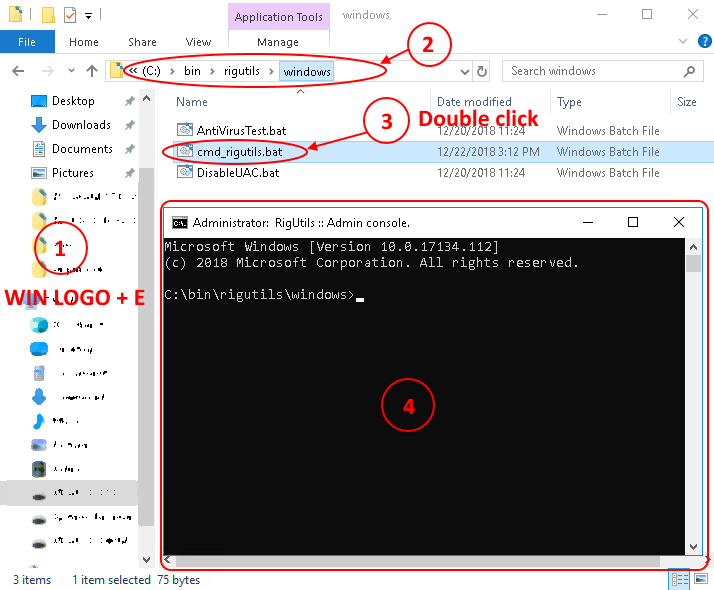 Application Tools windows
File Home Share View Manage
2
« (C:) bin rigutils windows
Search windows
Desktop
Downloads
Documents
Pictures
Name Date modified Type Size
AntiVirusTest.bat 12/20/2018 11:24 Windows Batch File
cmd_rigutils.bat 12/22/2018 3:12 PM Windows Batch File
DisableUAC.bat 12/20/2018 11:24 Windows Batch File
3 Double click
1
WIN LOGO + E
Administrator: RigUtils :: Admin console.
Microsoft Windows [Version 10.0.17134.112]
(c) 2018 Microsoft Corporation. All rights reserved.
C:\bin\rigutils\windows>
4
3 items 1 item selected 75 bytes